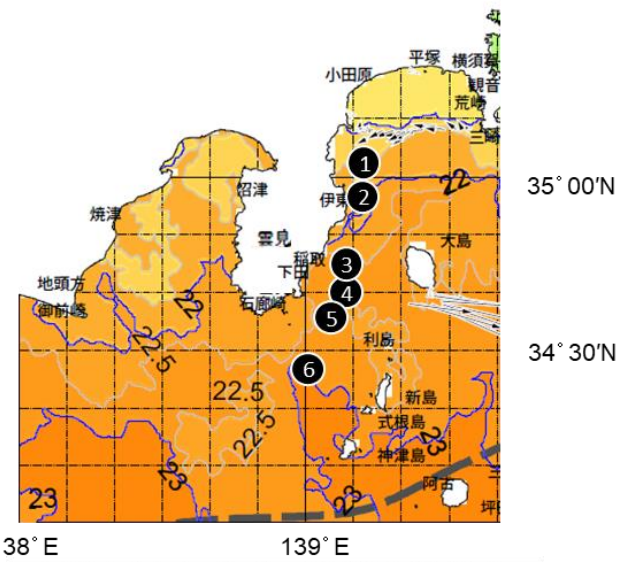 平塚
横須賀
小田原
観音
荒崎
三崎
1
35° 00'N
2
22
伊東
沼津
焼津
大島
雲見
稲取
3
下田
地頭方
4
石廊崎
御前崎
22
5
22.5
利島
34° 30'N
6
22.5
新島
22.5
式根島
23
神津島
23
阿古
三
23
23
坪田
38° E
139° E